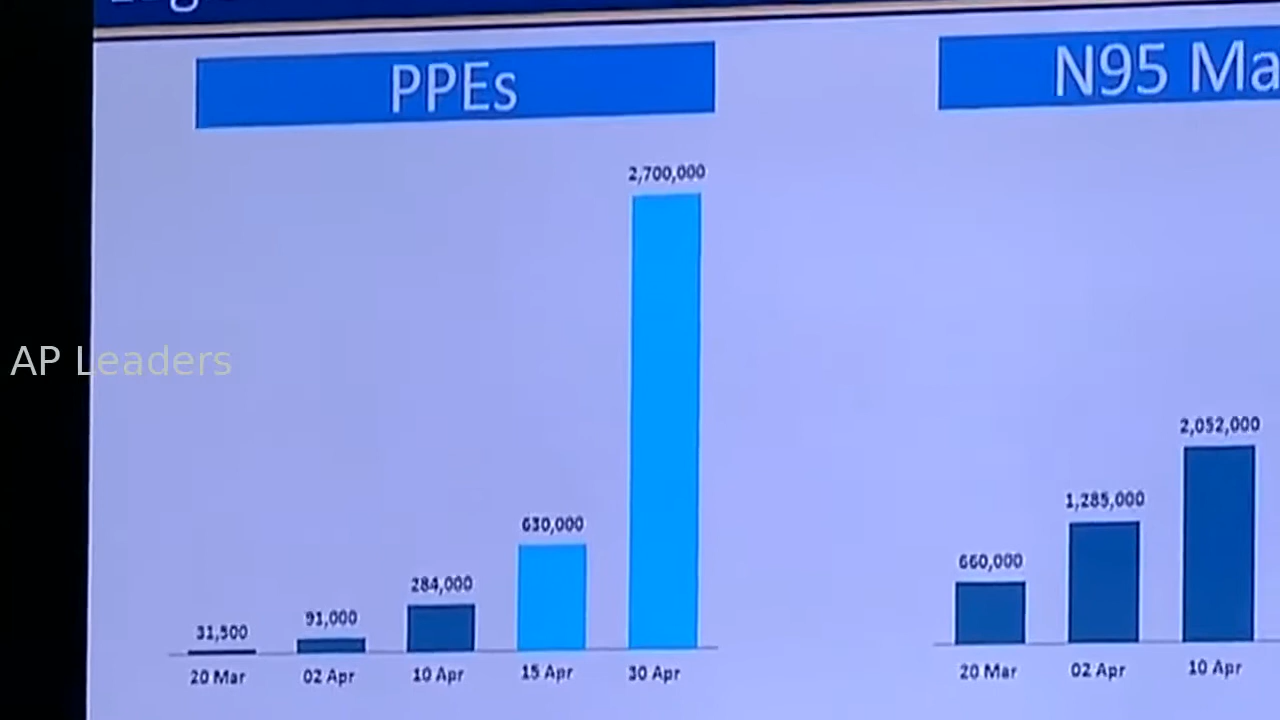 PPEs
2,700,000
630,000
284,000
91,000
31,500
20 Mar
02 Apr
10 Apr
15 Apr
30 Apr
N95 Ma
2,052,000
1,285,000
660,000
20 Mar
02 Apr
10 Apr
AP Leaders